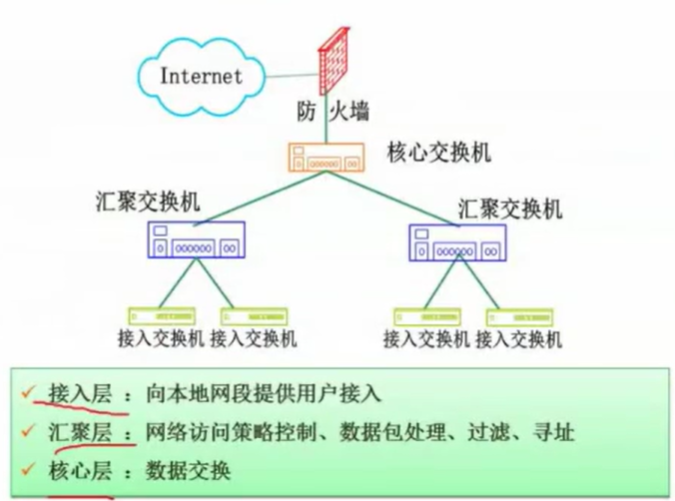 Internet
防火墙
核心交换机
汇聚交换机
汇聚交换机
接入交换机 接入交换机
接入交换机 接入交换机
✓ 接入层 ：向本地网段提供用户接入
✓ 汇聚层 ：网络访问策略控制、数据包处理、过滤、寻址
✓ 核心层 ：数据交换